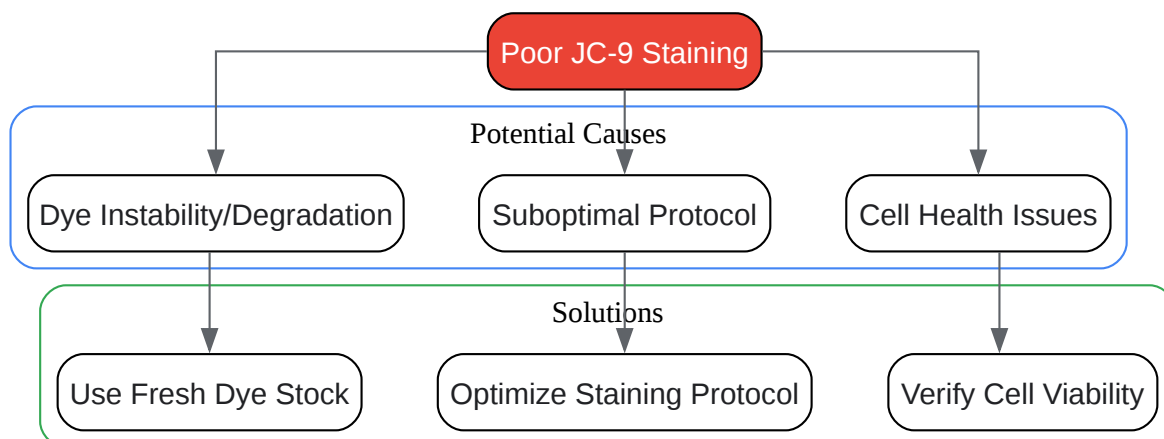 Poor JC-9 Staining
Potential Causes
Dye Instability/Degradation
Suboptimal Protocol
Cell Health Issues
Solutions
Use Fresh Dye Stock
Optimize Staining Protocol
Verify Cell Viability